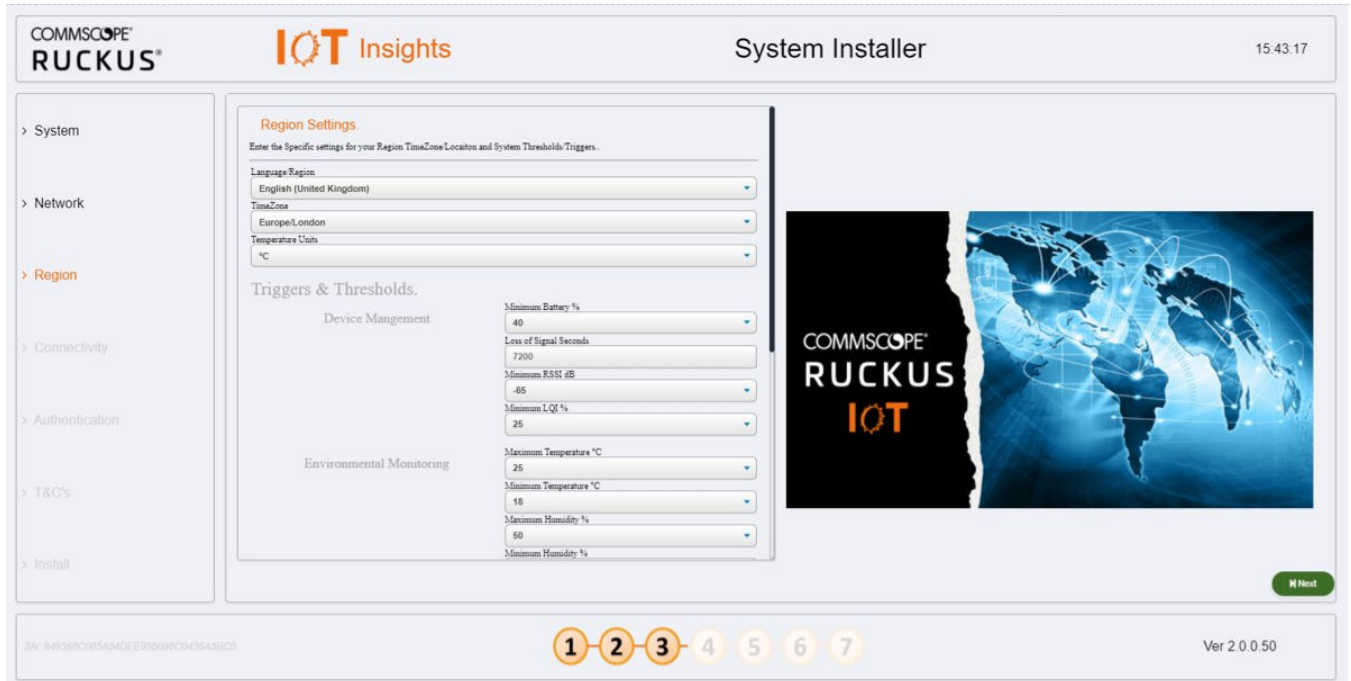 COMMSCOPE®
RUCKUS®
IOT Insights
System Installer
15:43:17
> System
> Network
> Region
> Connectivity
> Authentication
> T&C's
> Install
Region Settings.
Enter the Specific settings for your Region TimeZone/Locaiton and System Thresholds/Triggers..
Language/Region
English (United Kingdom)
TimeZone
Europe/London
Temperature Units
°C
Triggers & Thresholds.
Device Mangement
Minimum Battery %
40
Loss of Signal Seconds
7200
Minimum RSSI dB
-65
Minimum LQI %
25
Environmental Monitoring
Maximum Temperature °C
25
Minimum Temperature °C
18
Maximum Humidity %
50
Minimum Humidity %
COMMSCOPE®
RUCKUS
IOT
Next
SN:
1 2 3 4 5 6 7
Ver 2.0.0.50